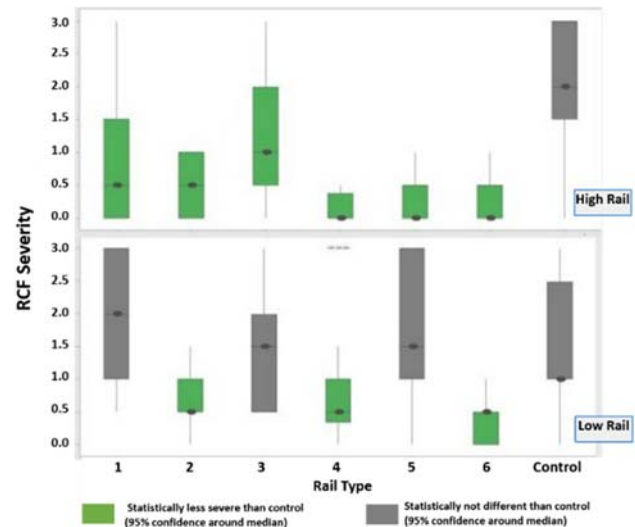 3.0
2.5
2.0
1.5
1.0
0.5
0.0
High Rail
RCF Severity
3.0
2.5
2.0
1.5
1.0
0.5
0.0
Low Rail
1 2 3 4 5 6 Control
Rail Type
Statistically less severe than control
(95% confidence around median)
Statistically not different than control
(95% confidence around median)